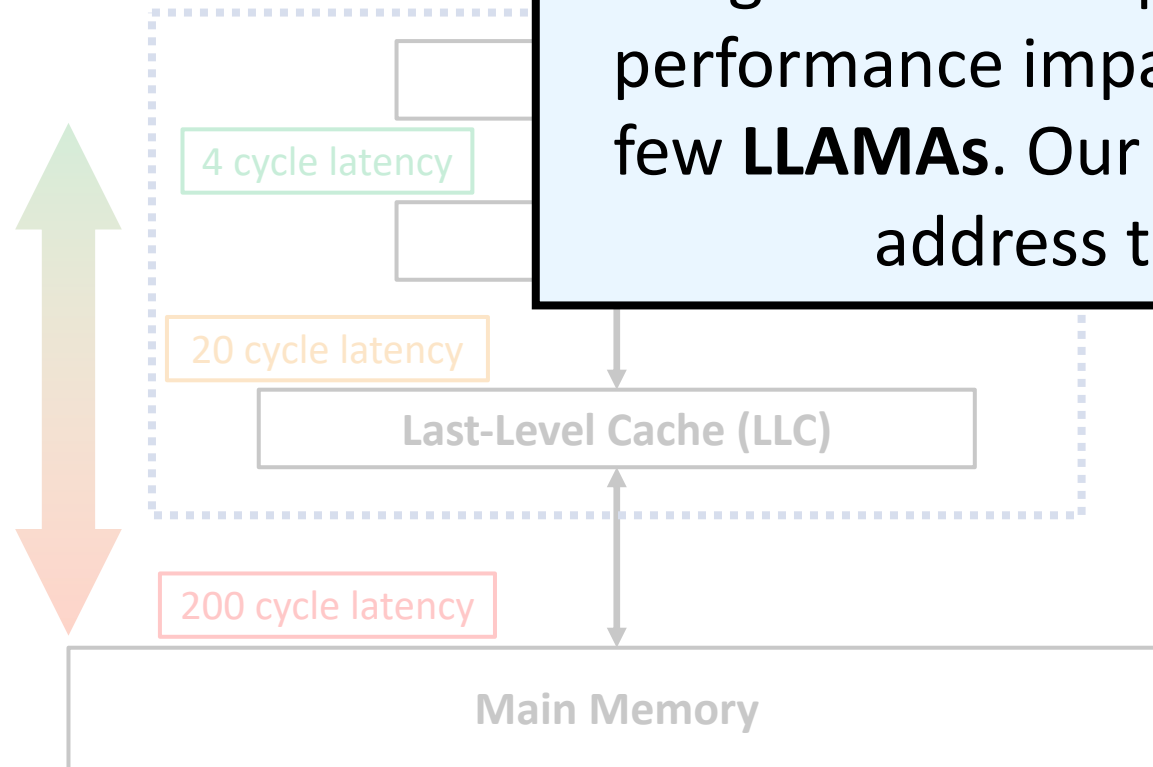 performance impa
few LLAMAs. Our
address t
4 cycle latency
20 cycle latency
Last-Level Cache (LLC)
200 cycle latency
Main Memory